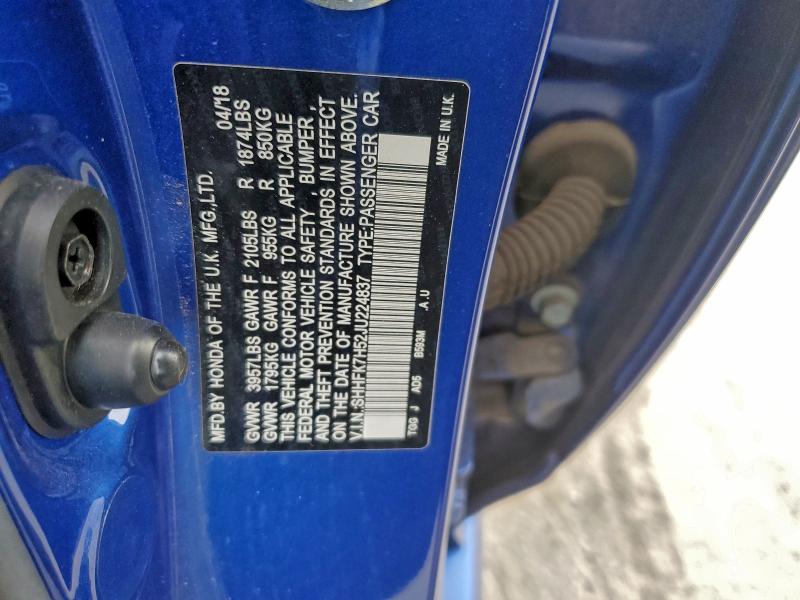 MFD.BY HONDA OF THE U.K. MFG.,LTD. 04/18
GVWR 3957LBS GAWR F 2105LBS R 1874LBS
GVWR 1795KG GAWR F 955KG R 850KG
THIS VEHICLE CONFORMS TO ALL APPLICABLE
FEDERAL MOTOR VEHICLE SAFETY , BUMPER ,
AND THEFT PREVENTION STANDARDS IN EFFECT
ON THE DATE OF MANUFACTURE SHOWN ABOVE.
V.I.N.:SHHFK7H52JU224837 TYPE:PASSENGER CAR
TGG J AD5 B593M .A.U MADE IN U.K.